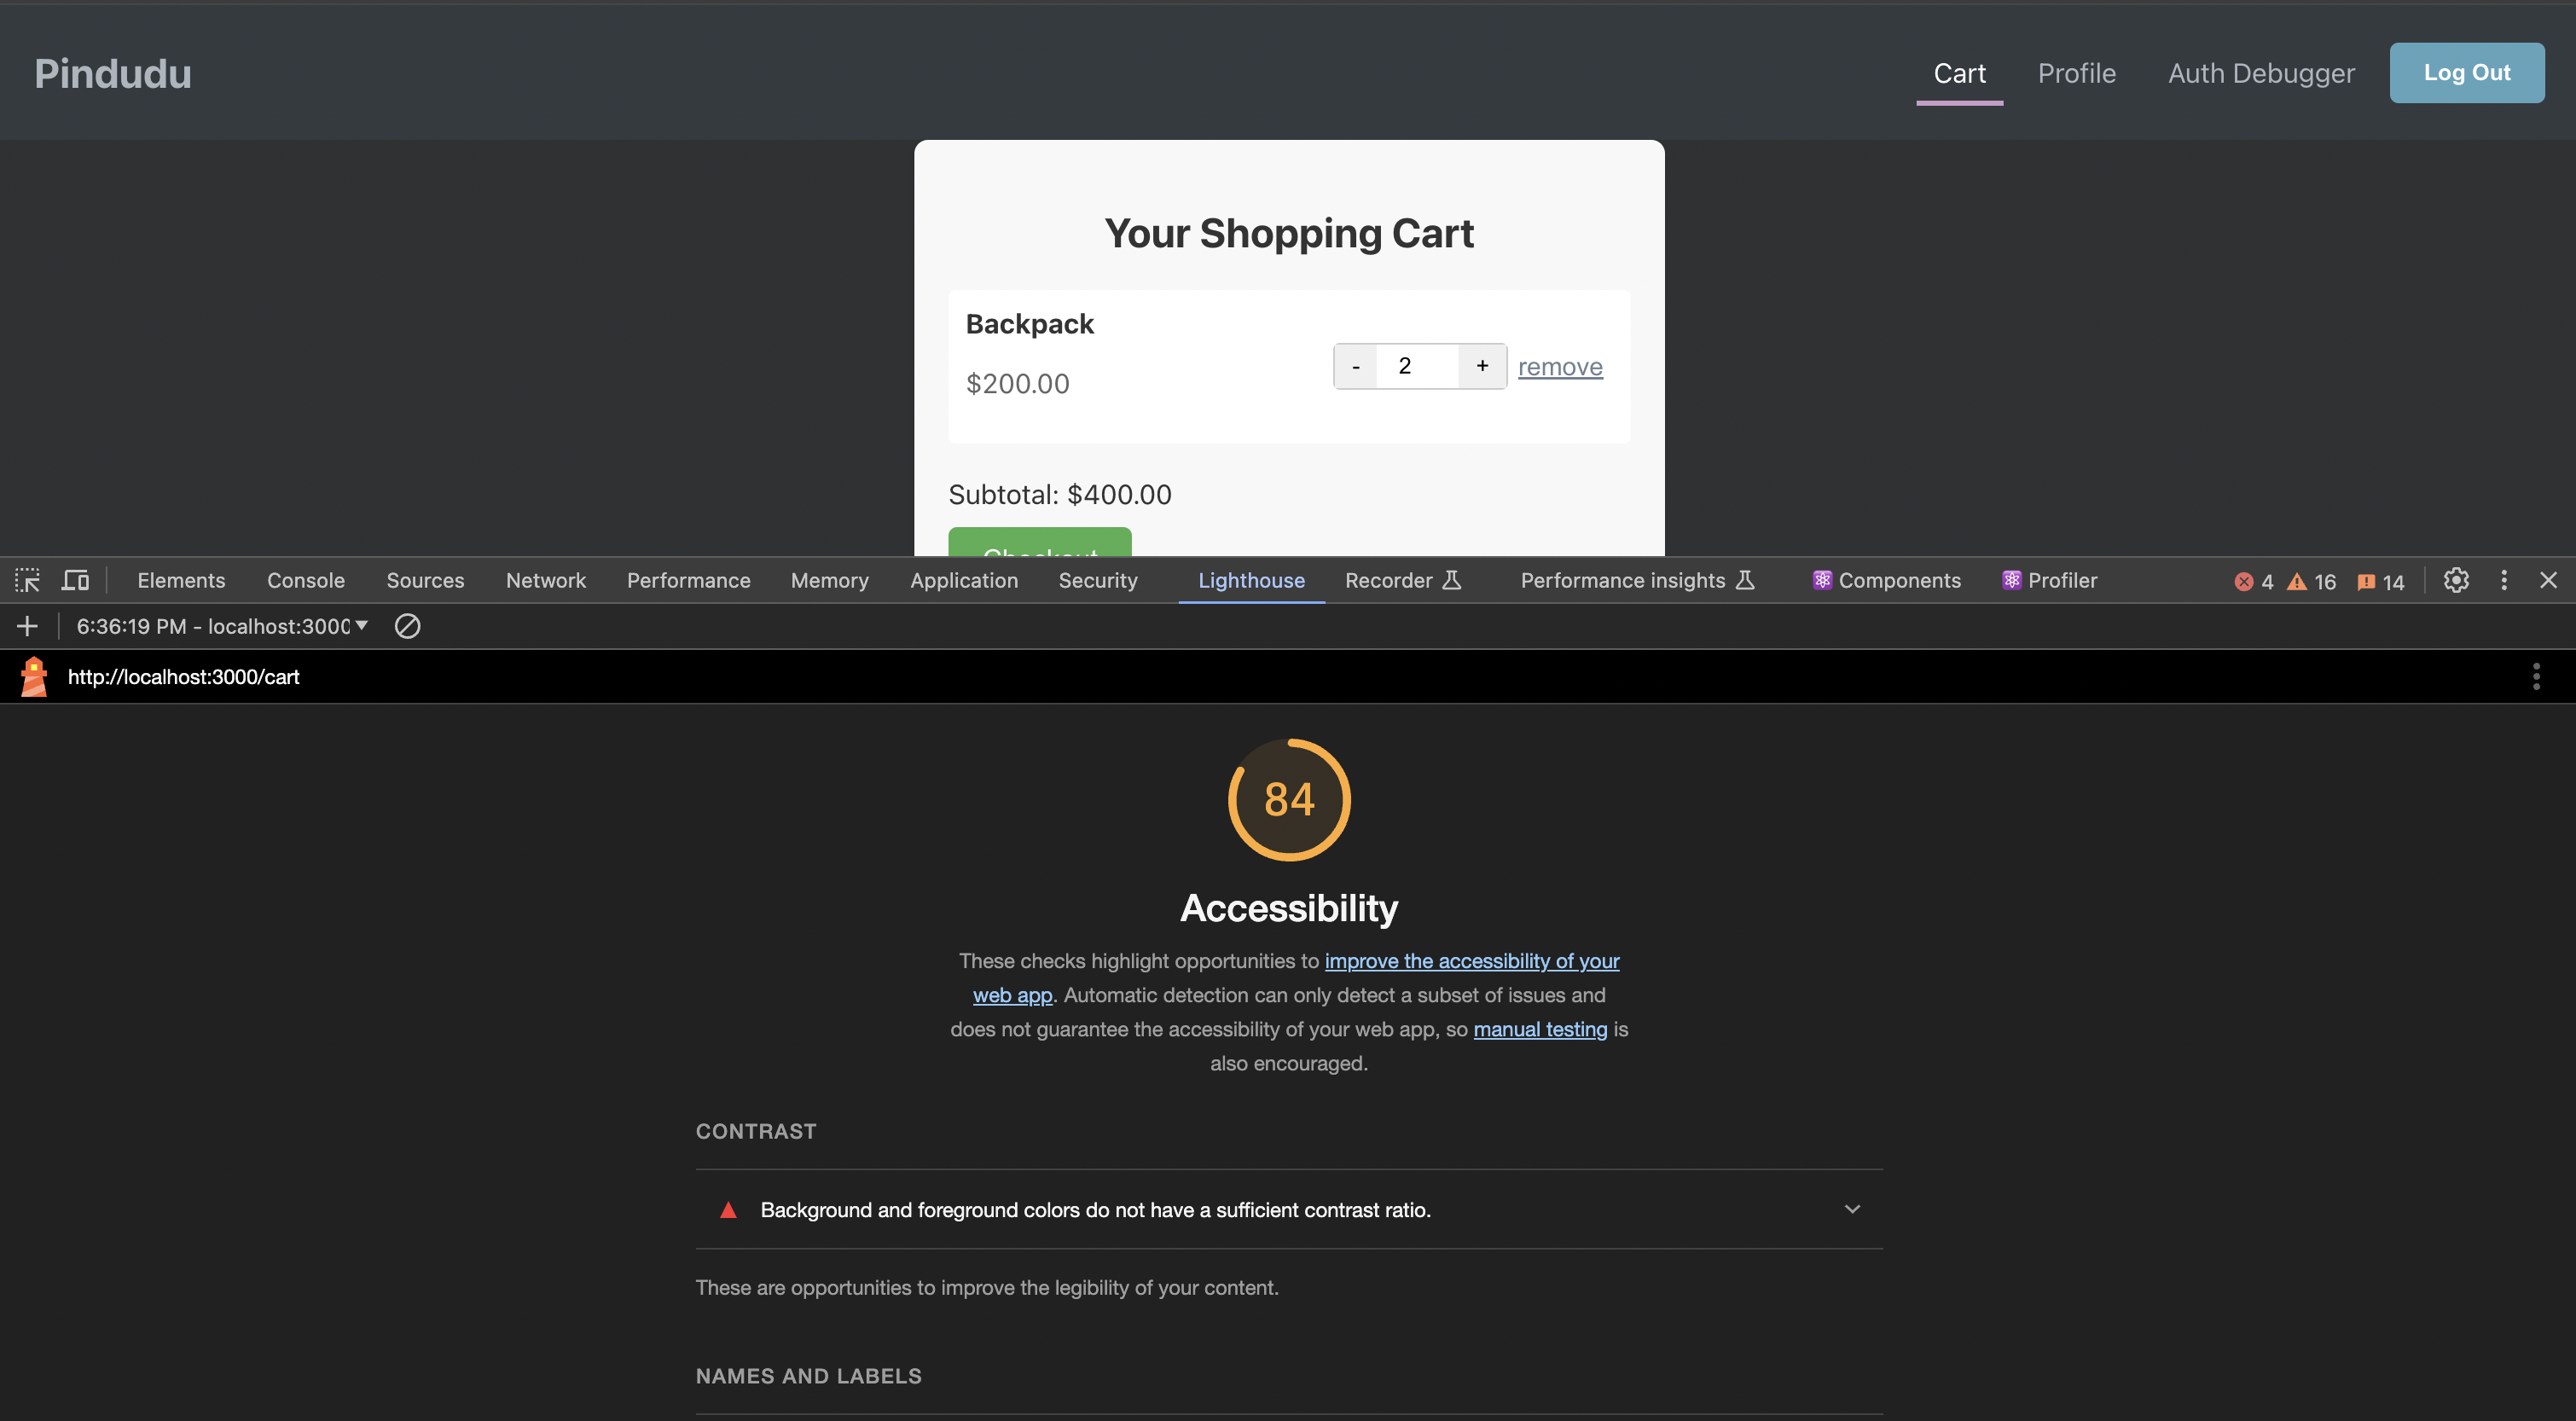 Pindudu
Cart
Profile
Auth Debugger
Log Out
Your Shopping Cart
Backpack
$200.00
- 2 +
remove
Subtotal: $400.00
Checkout
Elements
Console
Sources
Network
Performance
Memory
Application
Security
Lighthouse
Recorder
Performance insights
Components
Profiler
4
16
14
6:36:19 PM - localhost:3000
http://localhost:3000/cart
84
Accessibility
These checks highlight opportunities to improve the accessibility of your
web app. Automatic detection can only detect a subset of issues and
does not guarantee the accessibility of your web app, so manual testing is
also encouraged.
CONTRAST
Background and foreground colors do not have a sufficient contrast ratio.
These are opportunities to improve the legibility of your content.
NAMES AND LABELS